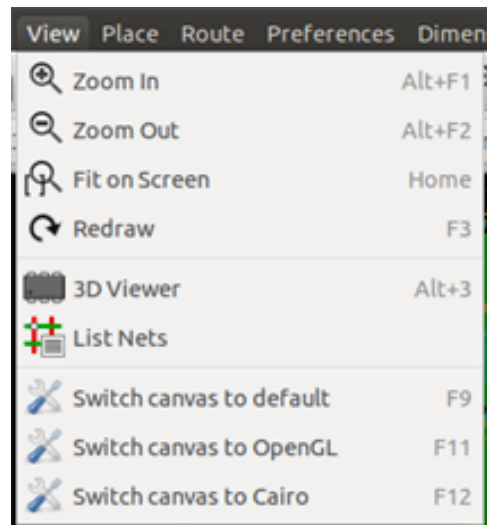 View Place Route Preferences Dimen
Zoom In Alt+F1
Zoom Out Alt+F2
Fit on Screen Home
Redraw F3
3D Viewer Alt+3
List Nets
Switch canvas to default F9
Switch canvas to OpenGL F11
Switch canvas to Cairo F12